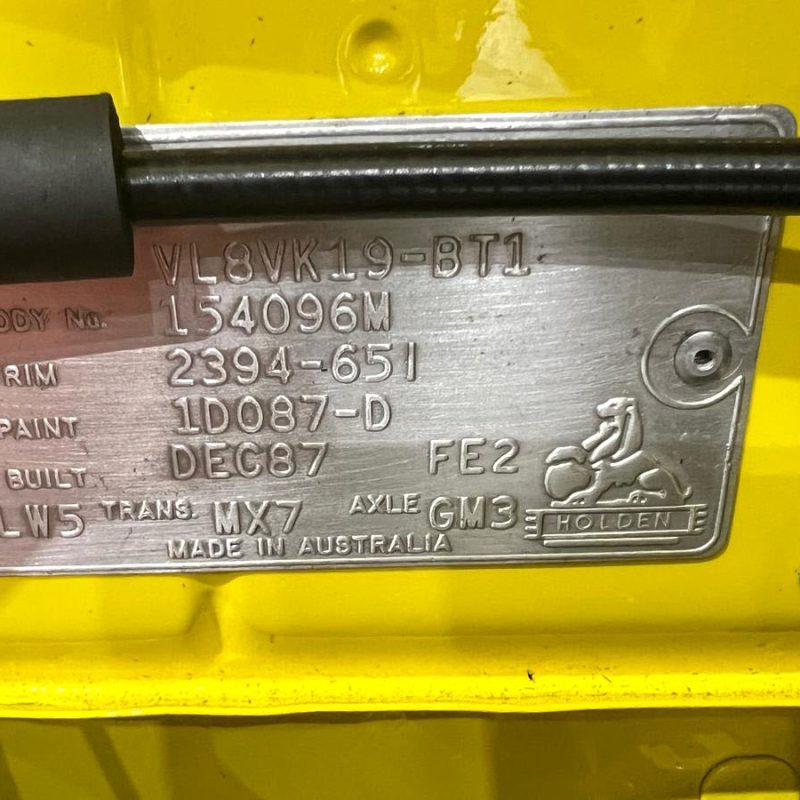 VL8VK19-BT1
ODY No. 154096M
RIM 2394-651
PAINT 1D087-D
BUILT DEC87 FE2
LW5 TRANS. MX7 AXLE GM3
HOLDEN
MADE IN AUSTRALIA